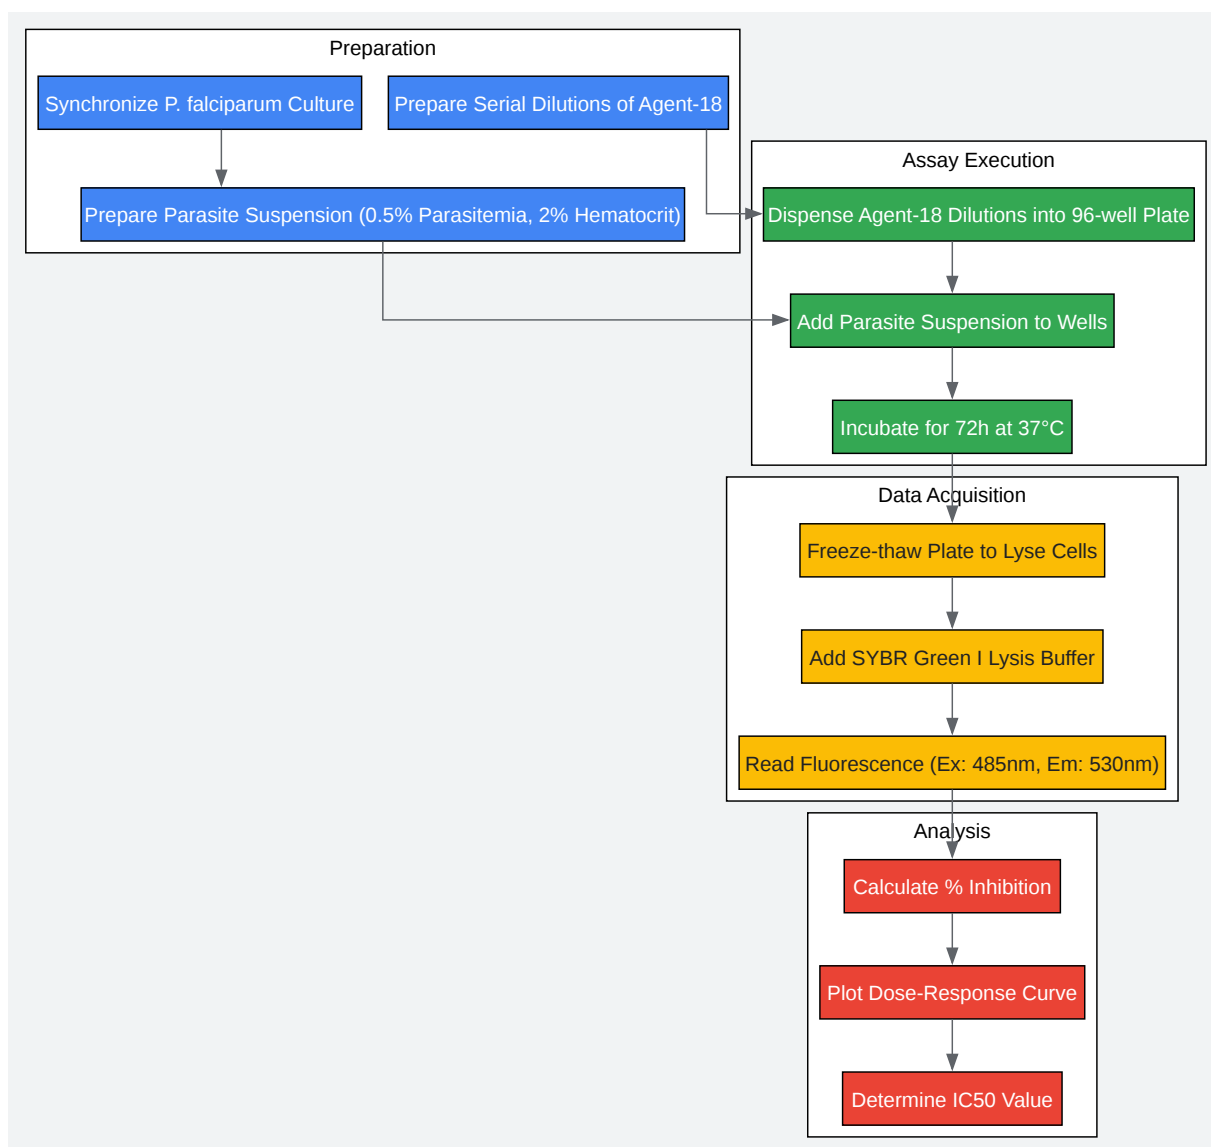 Preparation
Synchronize P. falciparum Culture
Prepare Serial Dilutions of Agent-18
Prepare Parasite Suspension (0.5% Parasitemia, 2% Hematocrit)
Assay Execution
Dispense Agent-18 Dilutions into 96-well Plate
Add Parasite Suspension to Wells
Incubate for 72h at 37°C
Data Acquisition
Freeze-thaw Plate to Lyse Cells
Add SYBR Green I Lysis Buffer
Read Fluorescence (Ex: 485nm, Em: 530nm)
Analysis
Calculate % Inhibition
Plot Dose-Response Curve
Determine IC50 Value